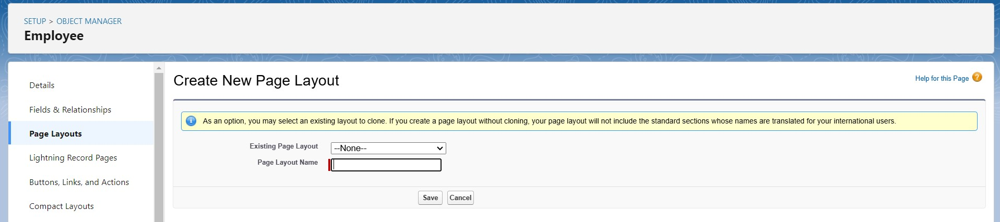 SETUP > OBJECT MANAGER
Employee
Details
Fields & Relationships
Page Layouts
Lightning Record Pages
Buttons, Links, and Actions
Compact Layouts
Create New Page Layout
Help for this Page ?
i As an option, you may select an existing layout to clone. If you create a page layout without cloning, your page layout will not include the standard sections whose names are translated for your international users.
Existing Page Layout --None--
Page Layout Name
Save Cancel